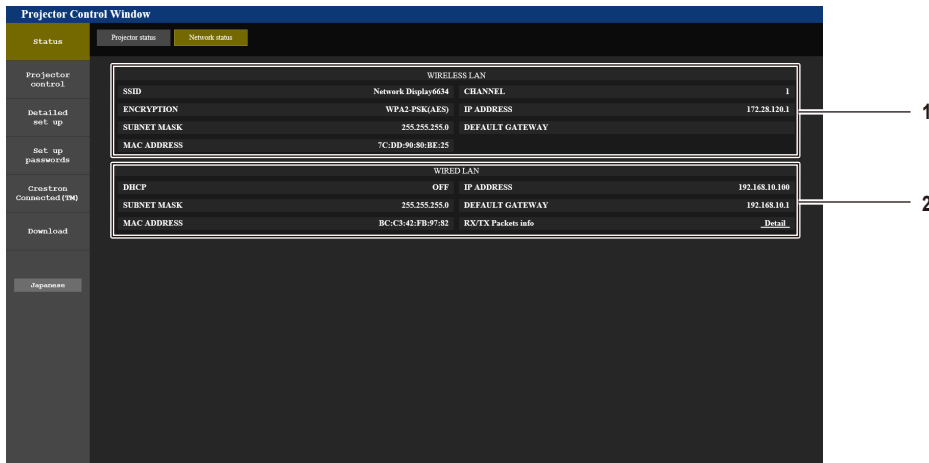 Projector Control Window
Status
Projector status
Network status
Projector
control
Detailed
set up
Set up
passwords
Crestron
Connected(TM)
Download
Japanese
WIRELESS LAN
SSID Network Display6634 CHANNEL 1
ENCRYPTION WPA2-PSK(AES) IP ADDRESS 172.28.120.1
SUBNET MASK 255.255.255.0 DEFAULT GATEWAY
MAC ADDRESS 7C:DD:90:80:BE:25
1
WIRED LAN
DHCP OFF IP ADDRESS 192.168.10.100
SUBNET MASK 255.255.255.0 DEFAULT GATEWAY 192.168.10.1
MAC ADDRESS BC:C3:42:FB:97:82 RX/TX Packets info Detail
2